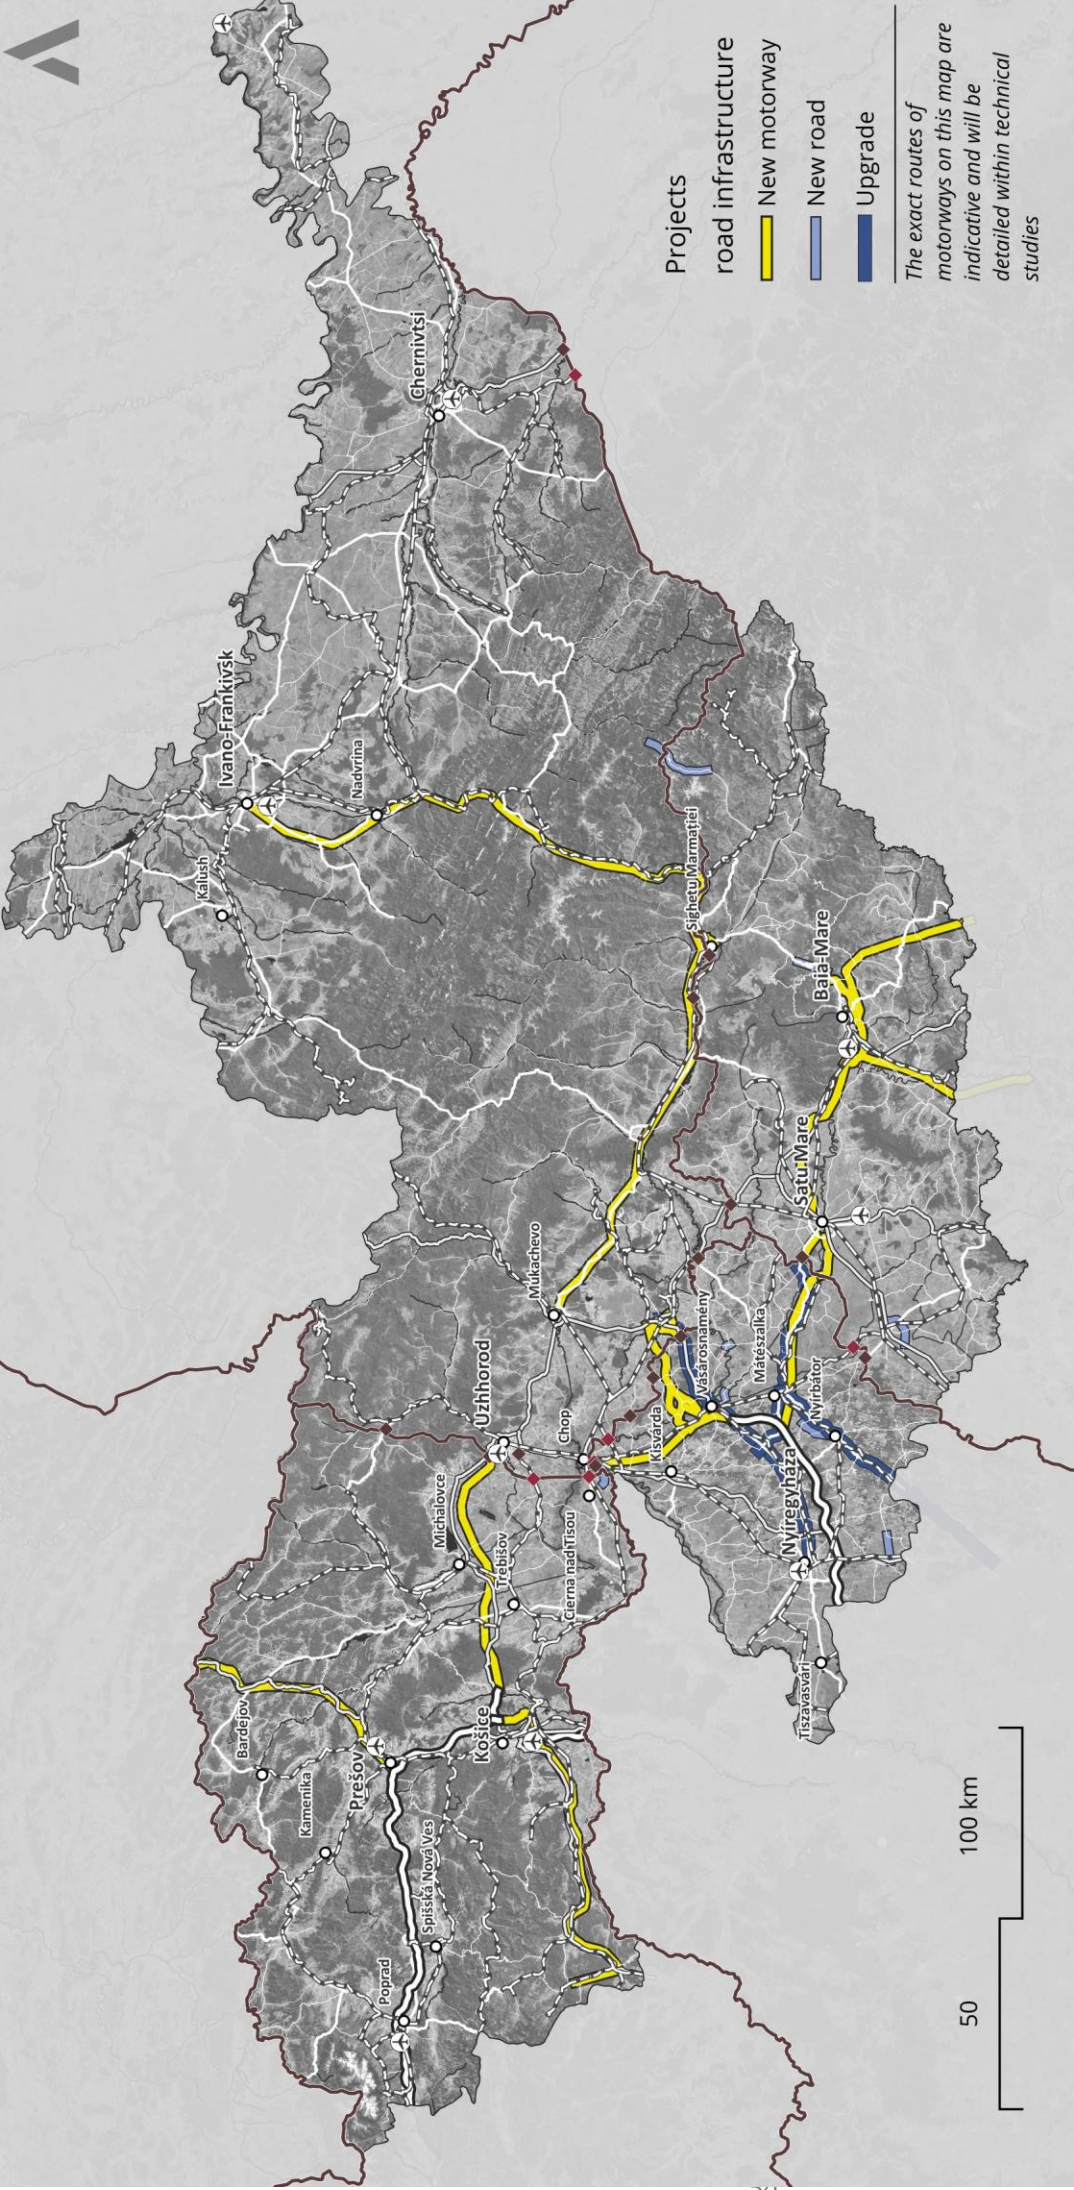 Chernivtsi
Ivano-Frankivsk
Nadvrina
Kalush
Sighetu Marmației
Baia-Mare
Satu Mare
Mukachevo
Uzhhorod
Chop
Vásárosnamény
Mátészalka
Nyírbátor
Kisvárda
Nyíregyháza
Tiszavasvári
Michalovce
Trebišov
Cierna nad Tisou
Bardejov
Kamenika
Prešov
Košice
Spišská Nová Ves
Poprad
Projects
road infrastructure
New motorway
New road
Upgrade
The exact routes of
motorways on this map are
indicative and will be
detailed within technical
studies
50
100 km